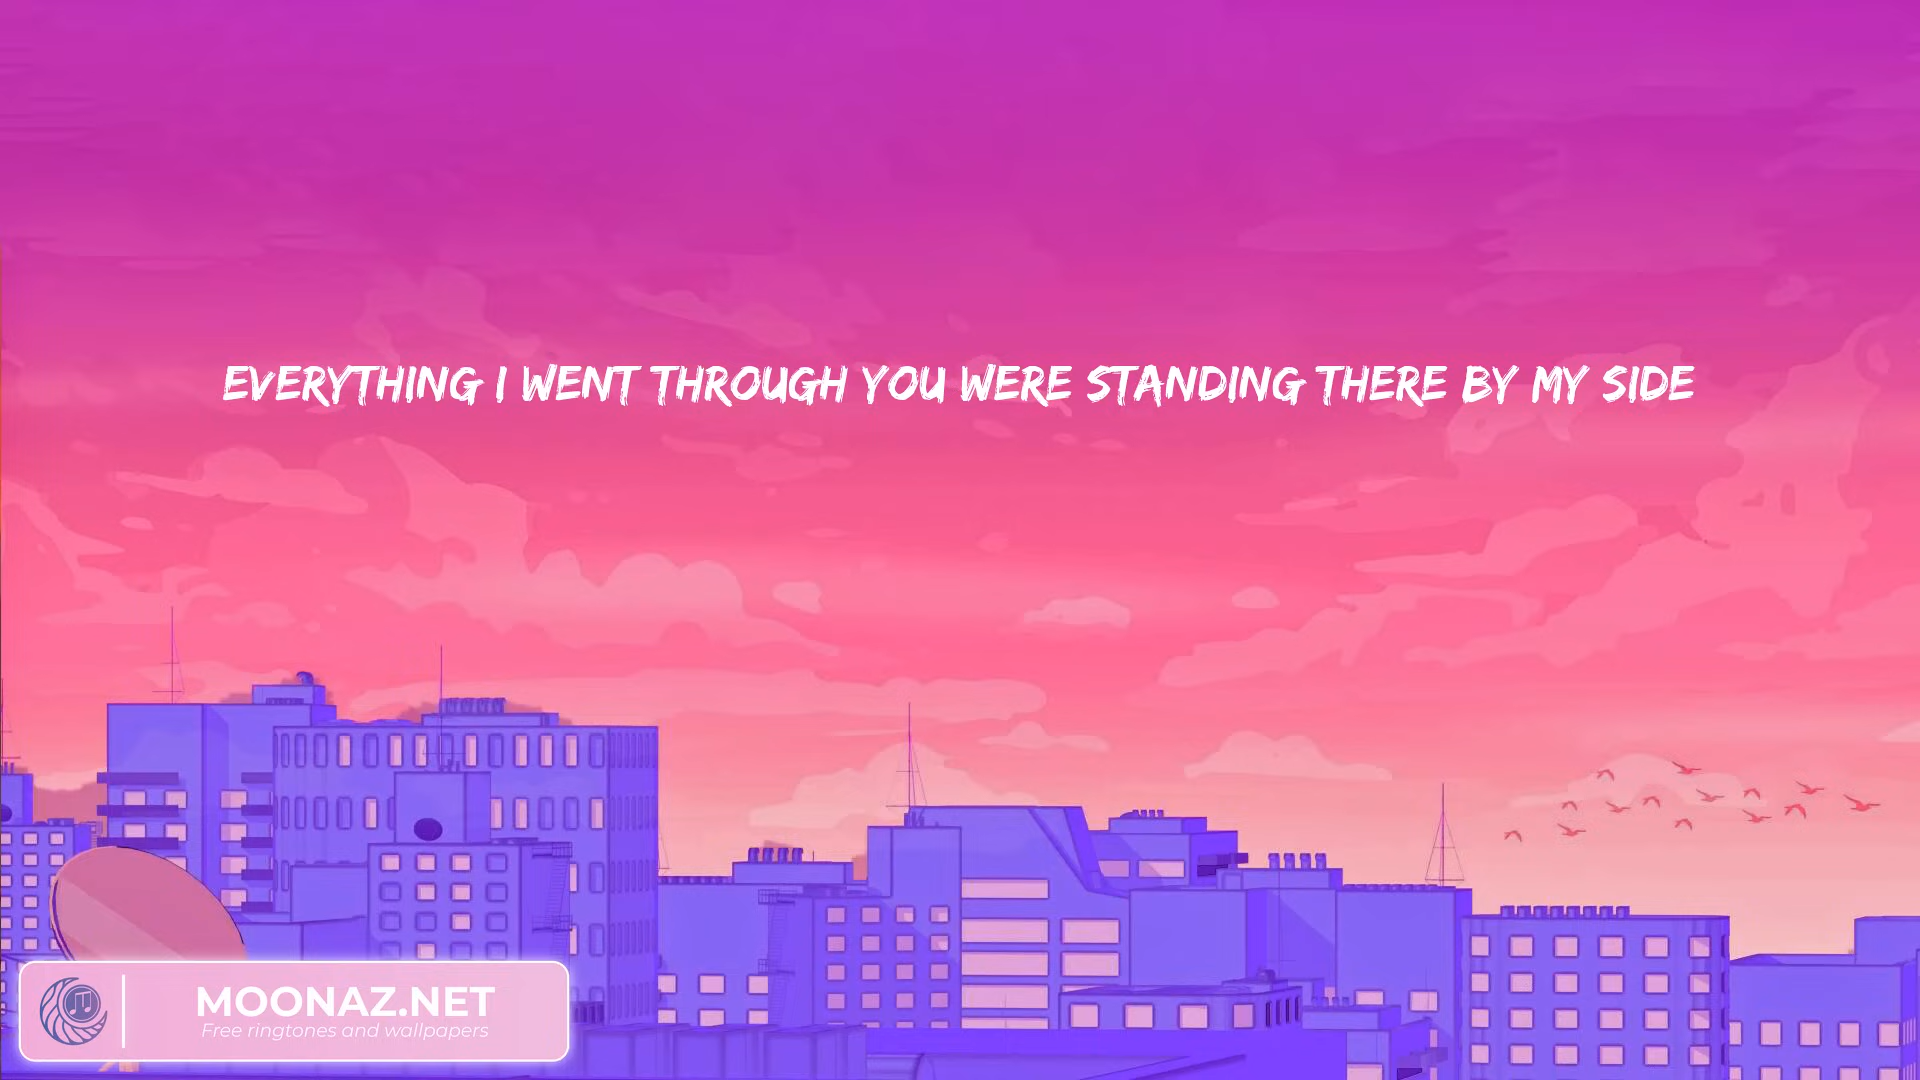 EVERYTHING I WENT THROUGH YOU WERE STANDING THERE BY MY SIDE
MOONAZ.NET
Free ringtones and wallpapers